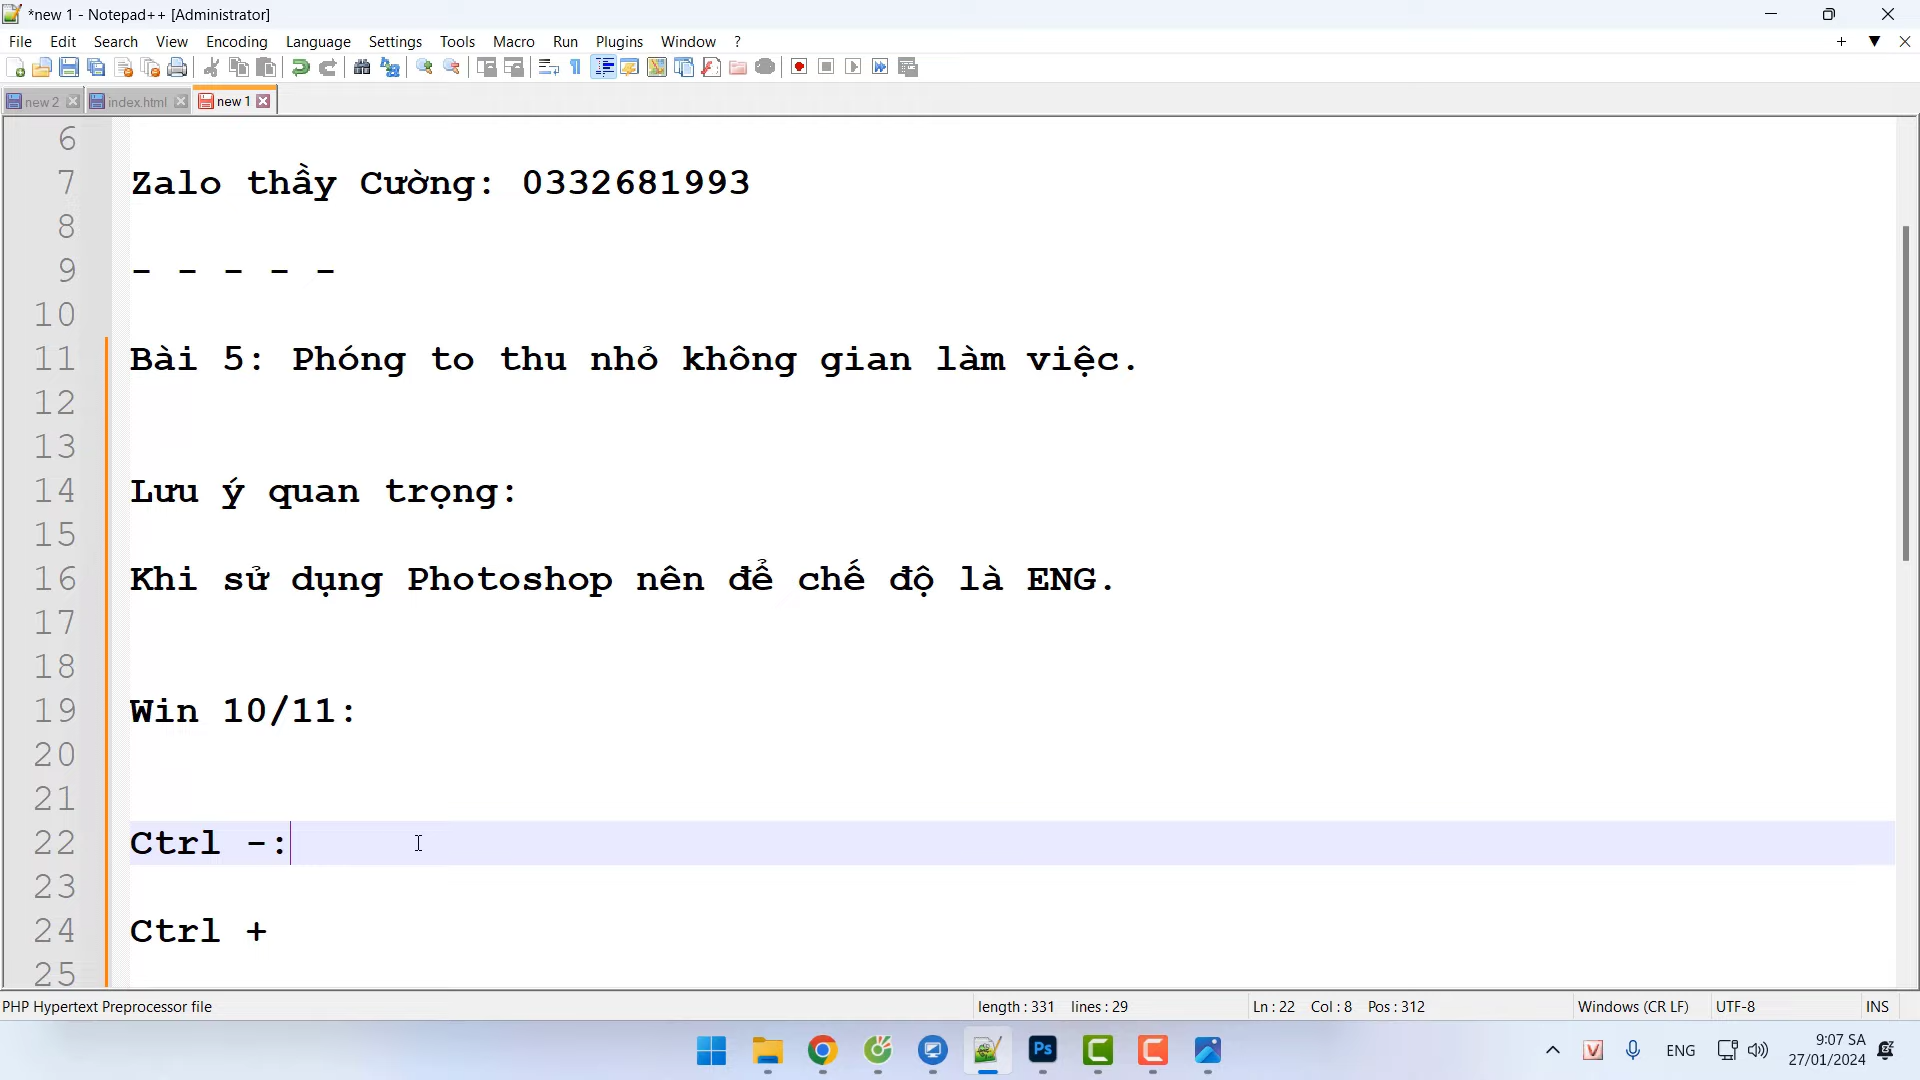 *new 1 - Notepad++ [Administrator]
File Edit Search View Encoding Language Settings Tools Macro Run Plugins Window ?
new 2 index.html new 1
6
7 Zalo thầy Cường: 0332681993
8
9 - - - - -
10
11 Bài 5: Phóng to thu nhỏ không gian làm việc.
12
13
14 Lưu ý quan trọng:
15
16 Khi sử dụng Photoshop nên để chế độ là ENG.
17
18
19 Win 10/11:
20
21
22 Ctrl -:
23
24 Ctrl +
25
PHP Hypertext Preprocessor file length : 331 lines : 29 Ln : 22 Col : 8 Pos : 312 Windows (CR LF) UTF-8 INS
Ps C C V ENG 9:07 SA
27/01/2024